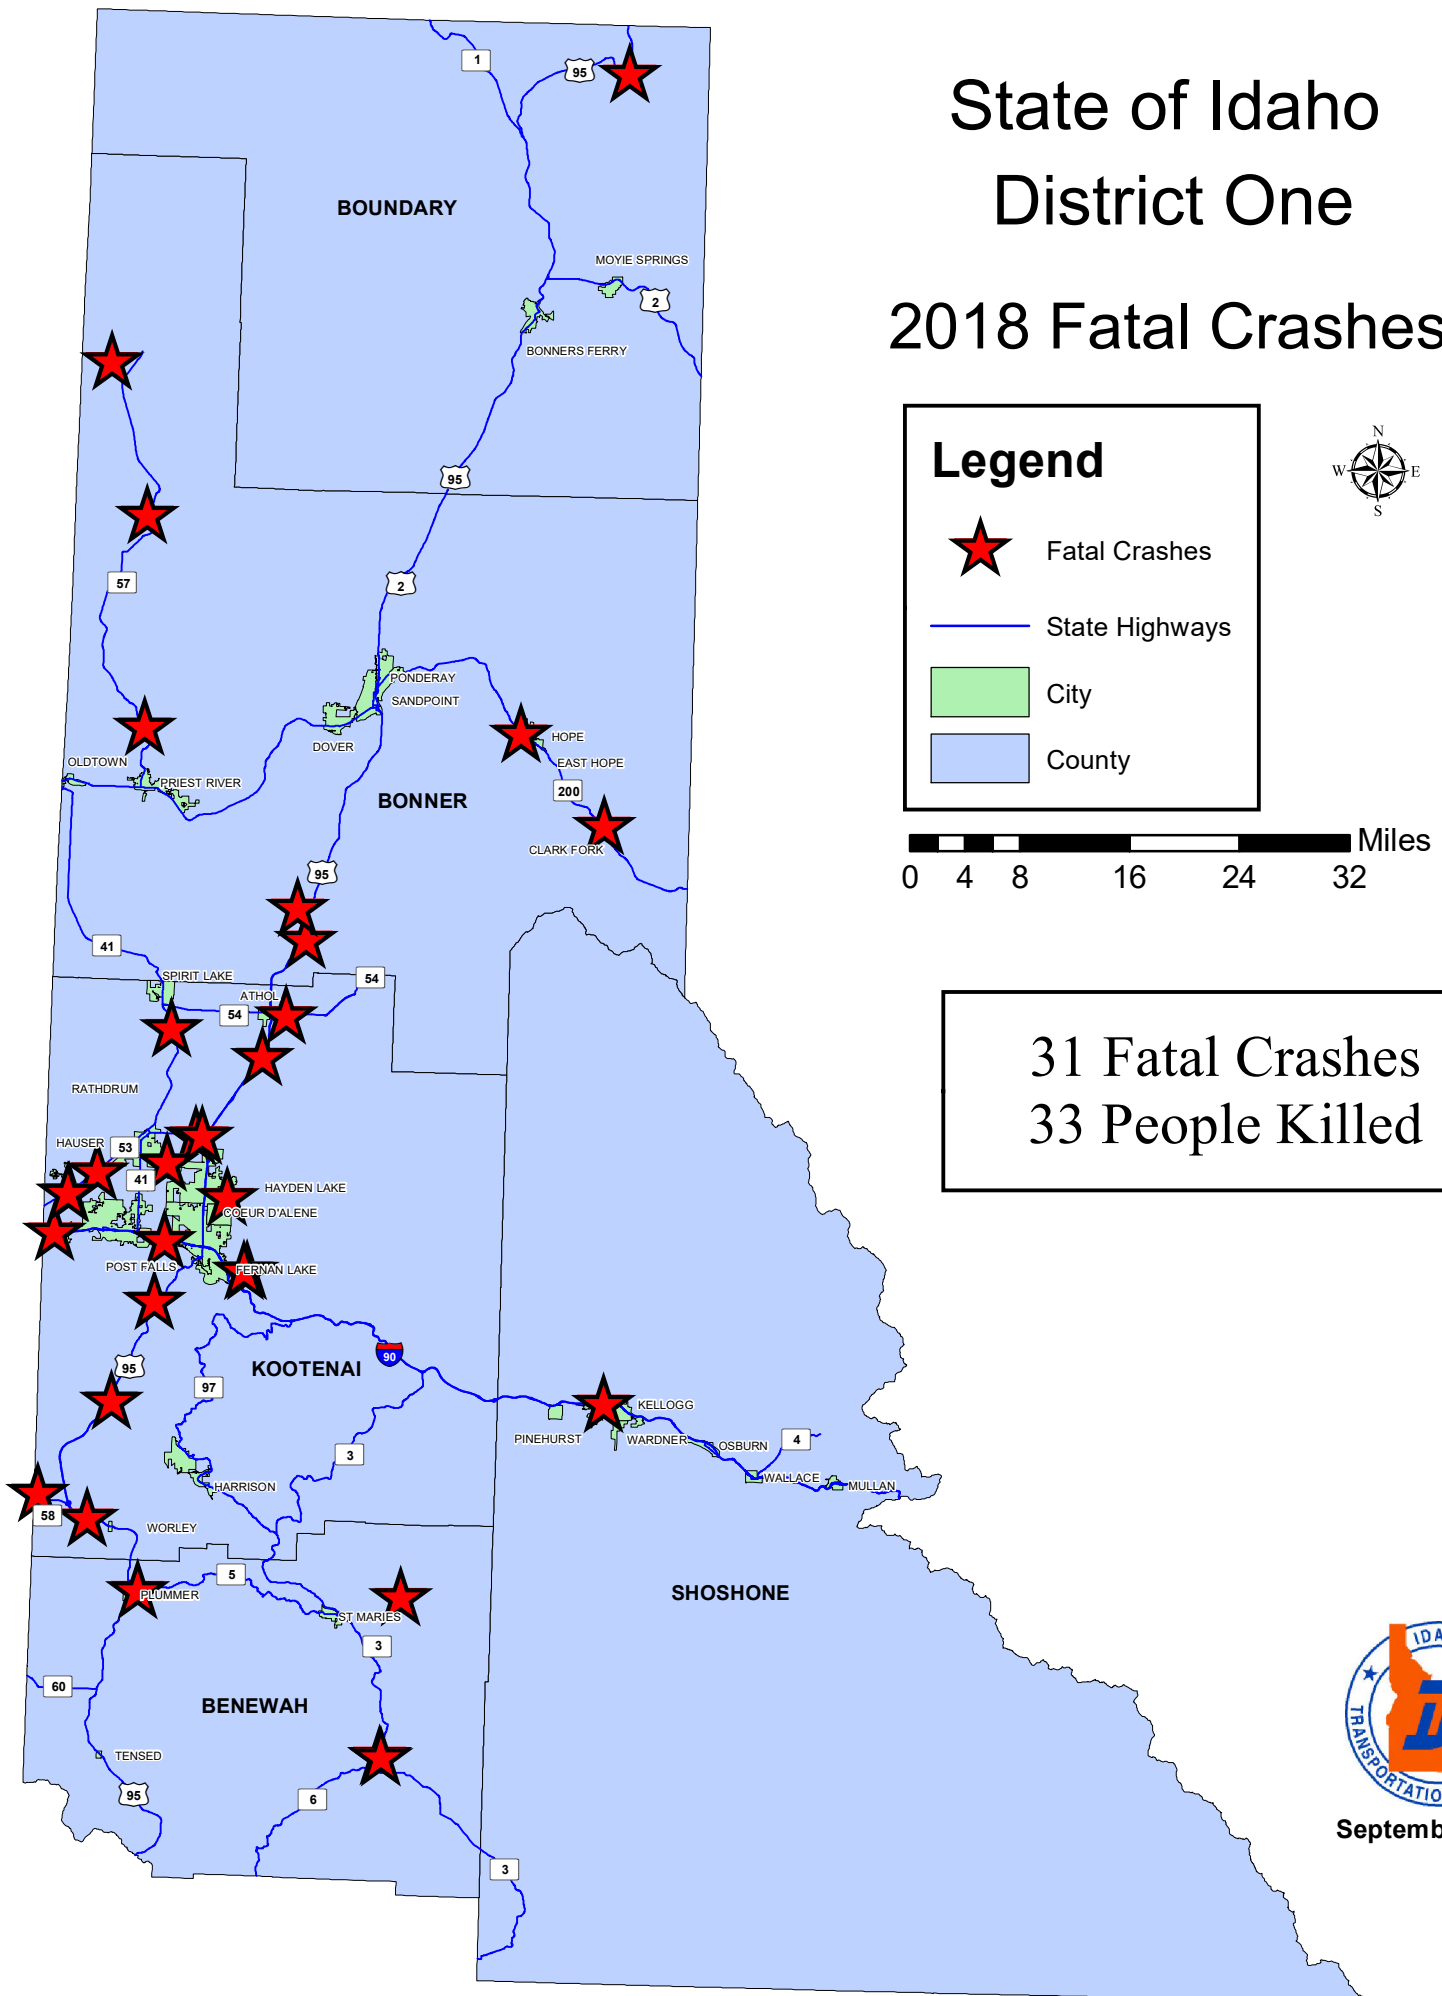 State of Idaho
District One
2018 Fatal Crashes
Legend
Fatal Crashes
State Highways
City
County
N
W
E
S
Miles
0 4 8 16 24 32
31 Fatal Crashes
33 People Killed
1
95
BOUNDARY
MOYIE SPRINGS
2
BONNERS FERRY
95
57
2
PONDERAY
SANDPOINT
DOVER
HOPE
EAST HOPE
OLDTOWN
PRIEST RIVER
200
BONNER
CLARK FORK
95
41
SPIRIT LAKE
54
ATHOL
54
RATHDRUM
HAUSER
53
41
HAYDEN LAKE
COEUR D'ALENE
POST FALLS
FERNAN LAKE
KOOTENAI
90
95
97
KELLOGG
PINEHURST
WARDNER
OSBURN
4
3
WALLACE
MULLAN
HARRISON
58
WORLEY
5
PLUMMER
SHOSHONE
ST MARIES
3
60
BENEWAH
TENSED
95
6
3
IDA
TRANSPORTATIO
Septemb